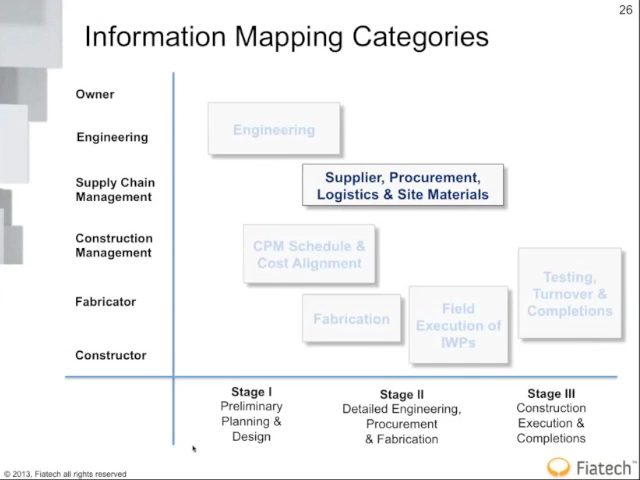 26
Information Mapping Categories
Owner
Engineering
Engineering
Supply Chain
Management
Supplier, Procurement,
Logistics & Site Materials
Construction
Management
CPM Schedule &
Cost Alignment
Testing,
Turnover &
Completions
Fabricator
Fabrication
Field
Execution of
IWPs
Constructor
Stage I
Preliminary
Planning &
Design
Stage II
Detailed Engineering,
Procurement
& Fabrication
Stage III
Construction
Execution &
Completions
© 2013, Fiatech all rights reserved
Fiatech™